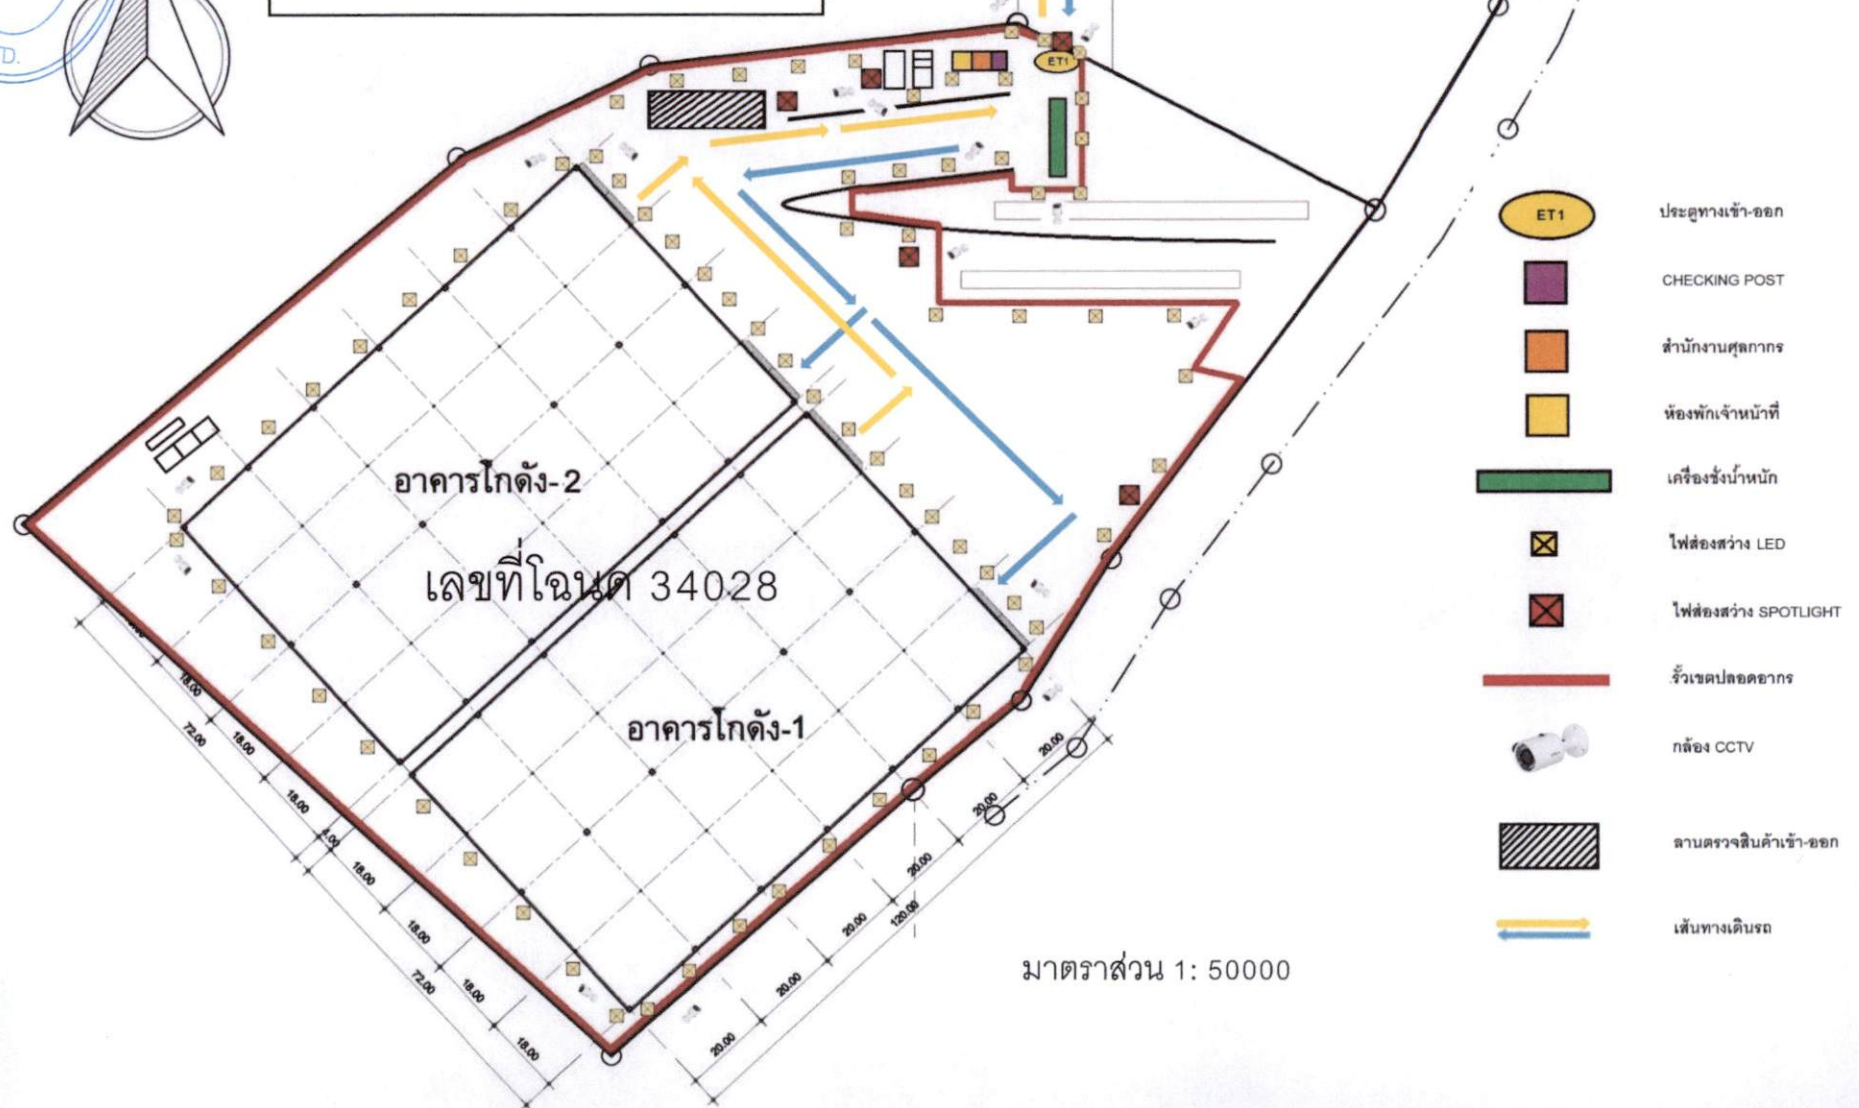 D.
ET1
อาคารโกดัง-2
เลขที่โฉนด 34028
อาคารโกดัง-1
18.00
72.00
18.00
18.00
4.00
18.00
18.00
72.00
18.00
18.00
20.00
20.00
20.00
120.00
20.00
20.00
20.00
มาตราส่วน 1: 50000
ET1
ประตูทางเข้า-ออก
CHECKING POST
สำนักงานศุลกากร
ห้องพักเจ้าหน้าที่
เครื่องชั่งน้ำหนัก
ไฟส่องสว่าง LED
ไฟส่องสว่าง SPOTLIGHT
รั้วเขตปลอดอากร
กล้อง CCTV
ลานตรวจสินค้าเข้า-ออก
เส้นทางเดินรถ